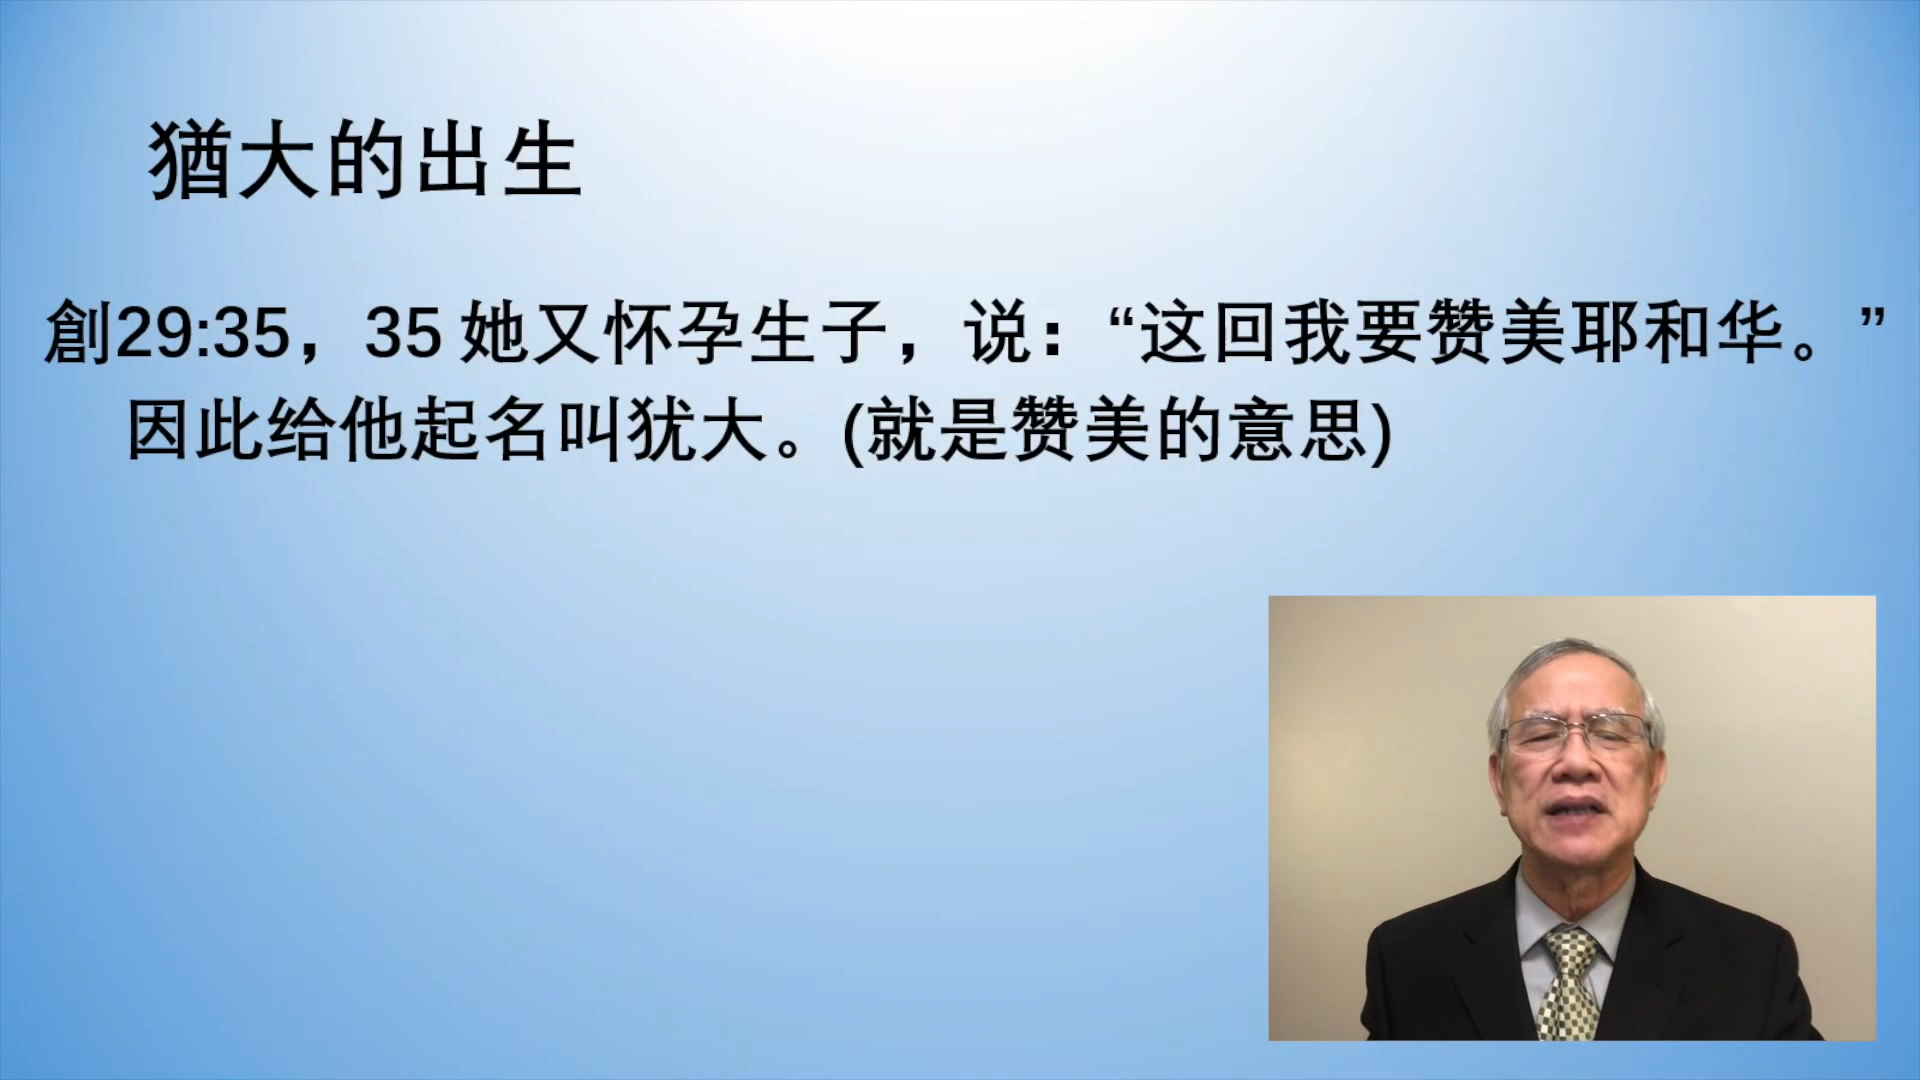 猶大的出生
創29:35，35 她又怀孕生子，说：“这回我要赞美耶和华。”
因此给他起名叫犹大。(就是赞美的意思)